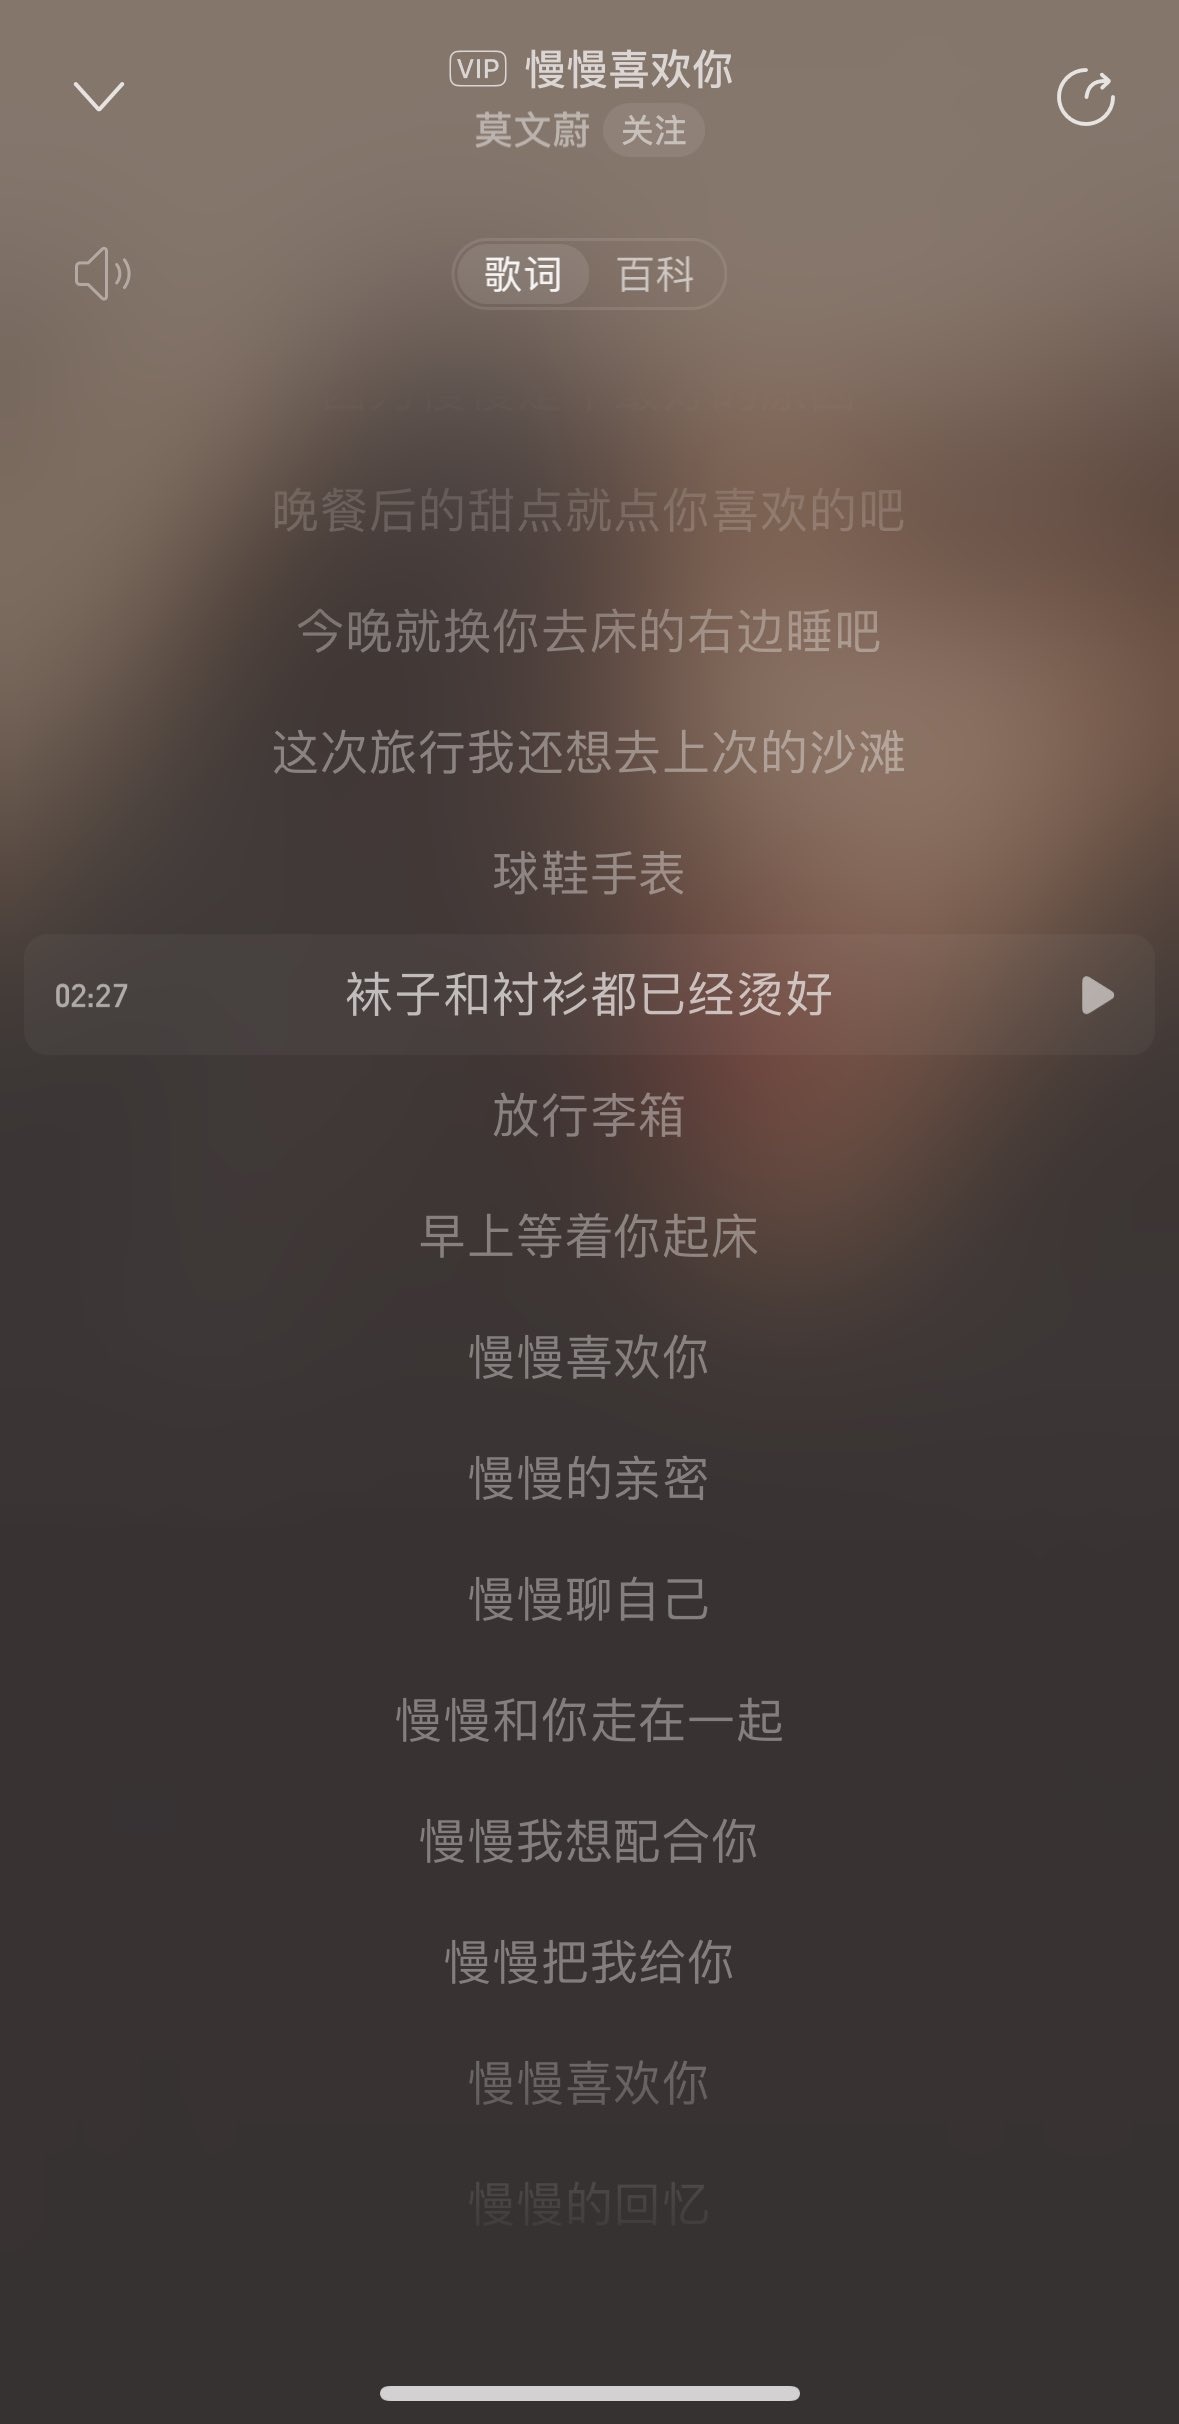 VIP 慢慢喜欢你
莫文蔚 关注
歌词 百科
晚餐后的甜点就点你喜欢的吧
今晚就换你去床的右边睡吧
这次旅行我还想去上次的沙滩
球鞋手表
02:27 袜子和衬衫都已经烫好
放行李箱
早上等着你起床
慢慢喜欢你
慢慢的亲密
慢慢聊自己
慢慢和你走在一起
慢慢我想配合你
慢慢把我给你
慢慢喜欢你
慢慢的回忆